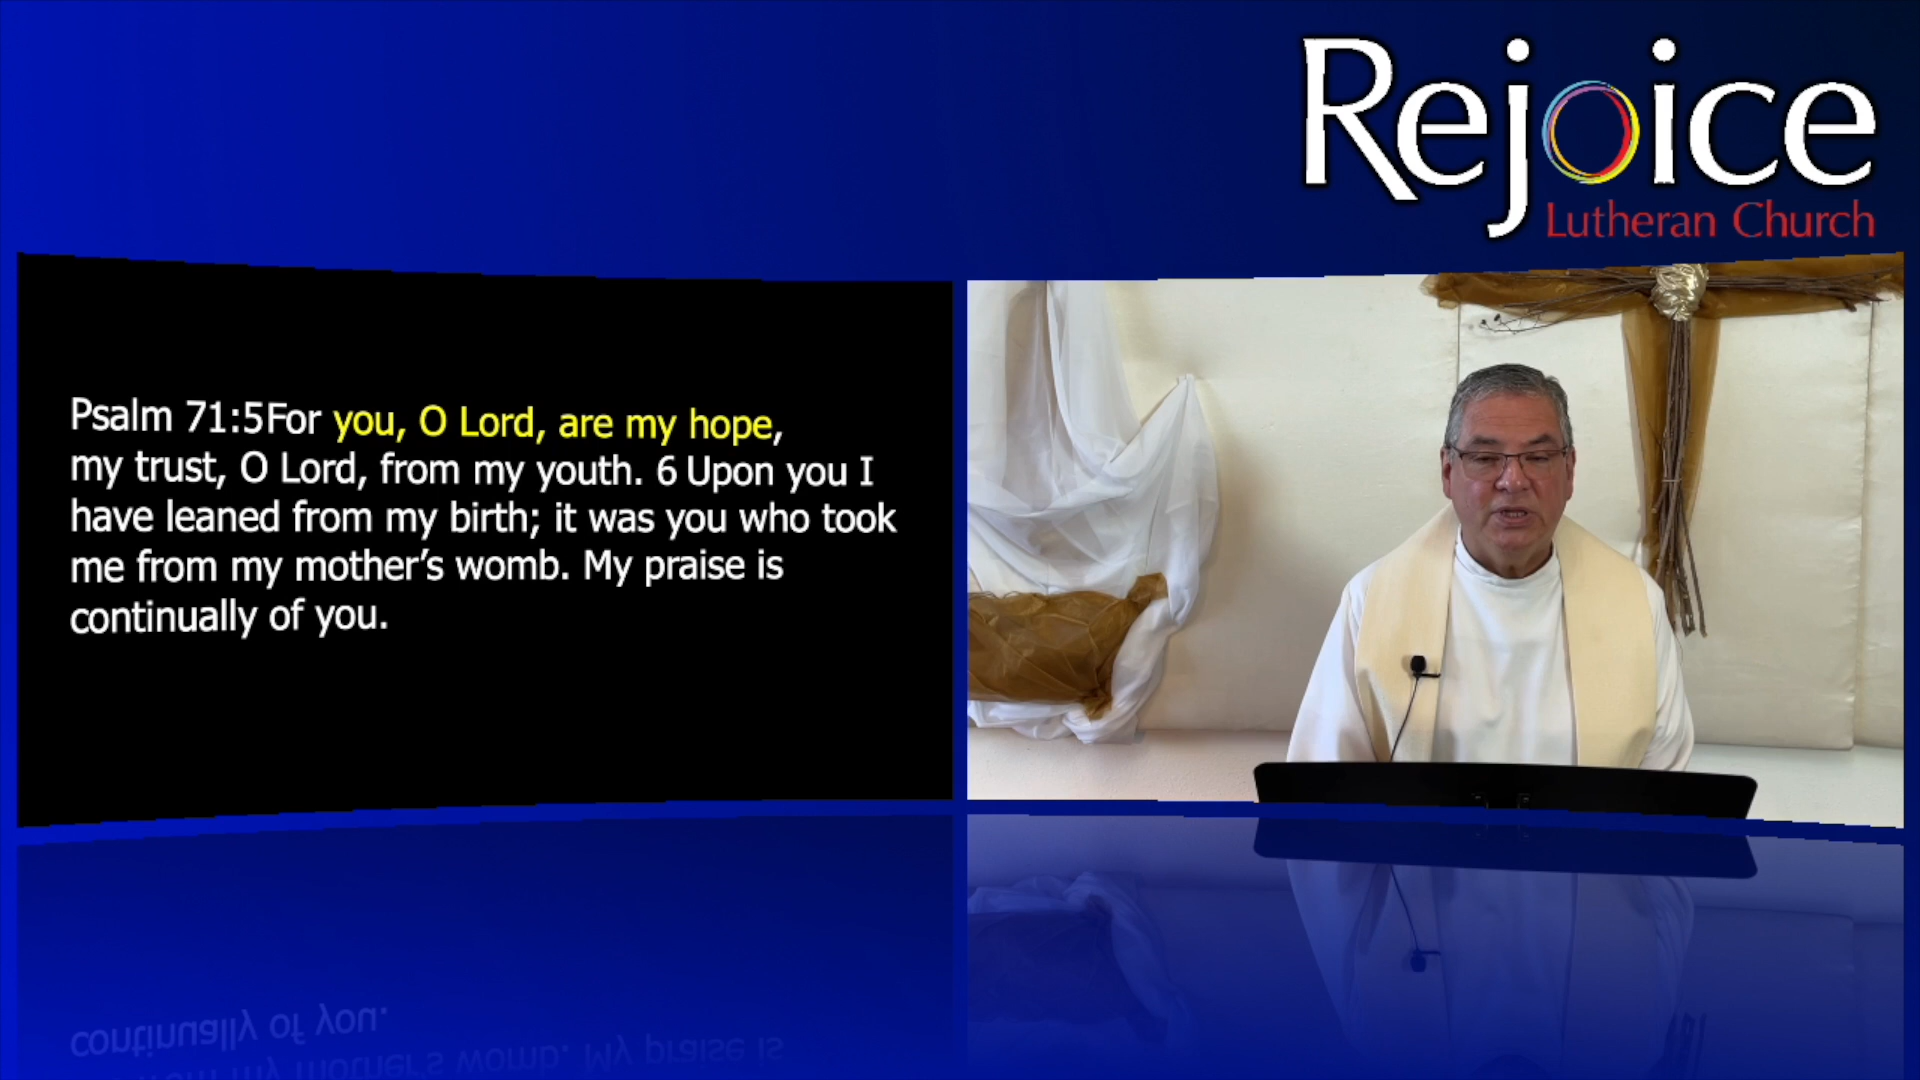 Rejoice
Lutheran Church
Psalm 71:5For you, O Lord, are my hope,
my trust, O Lord, from my youth. 6 Upon you I
have leaned from my birth; it was you who took
me from my mother’s womb. My praise is
continually of you.